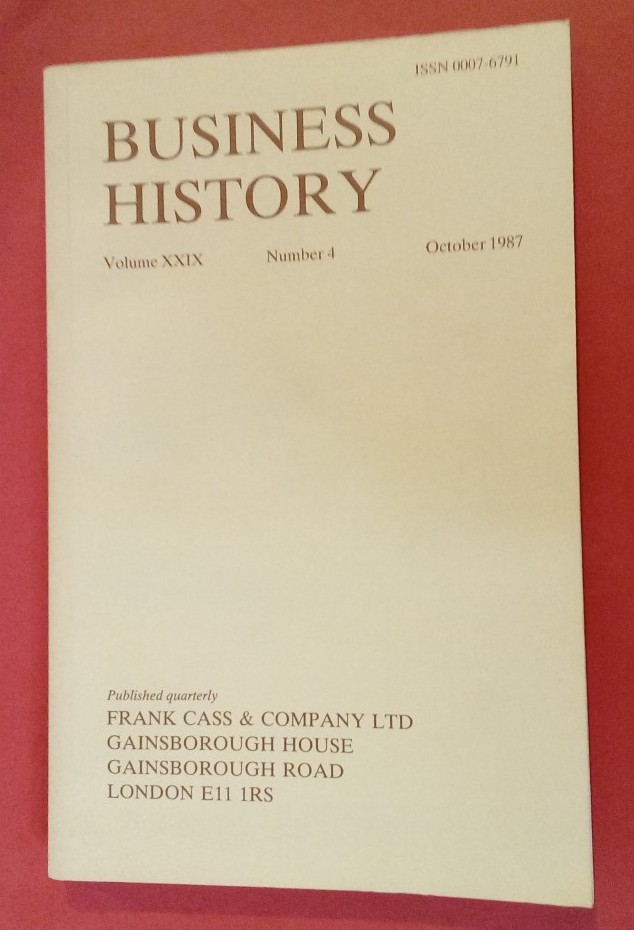 ISSN 0007-6791
BUSINESS
HISTORY
Volume XXIX Number 4 October 1987
Published quarterly
FRANK CASS & COMPANY LTD
GAINSBOROUGH HOUSE
GAINSBOROUGH ROAD
LONDON E11 1RS